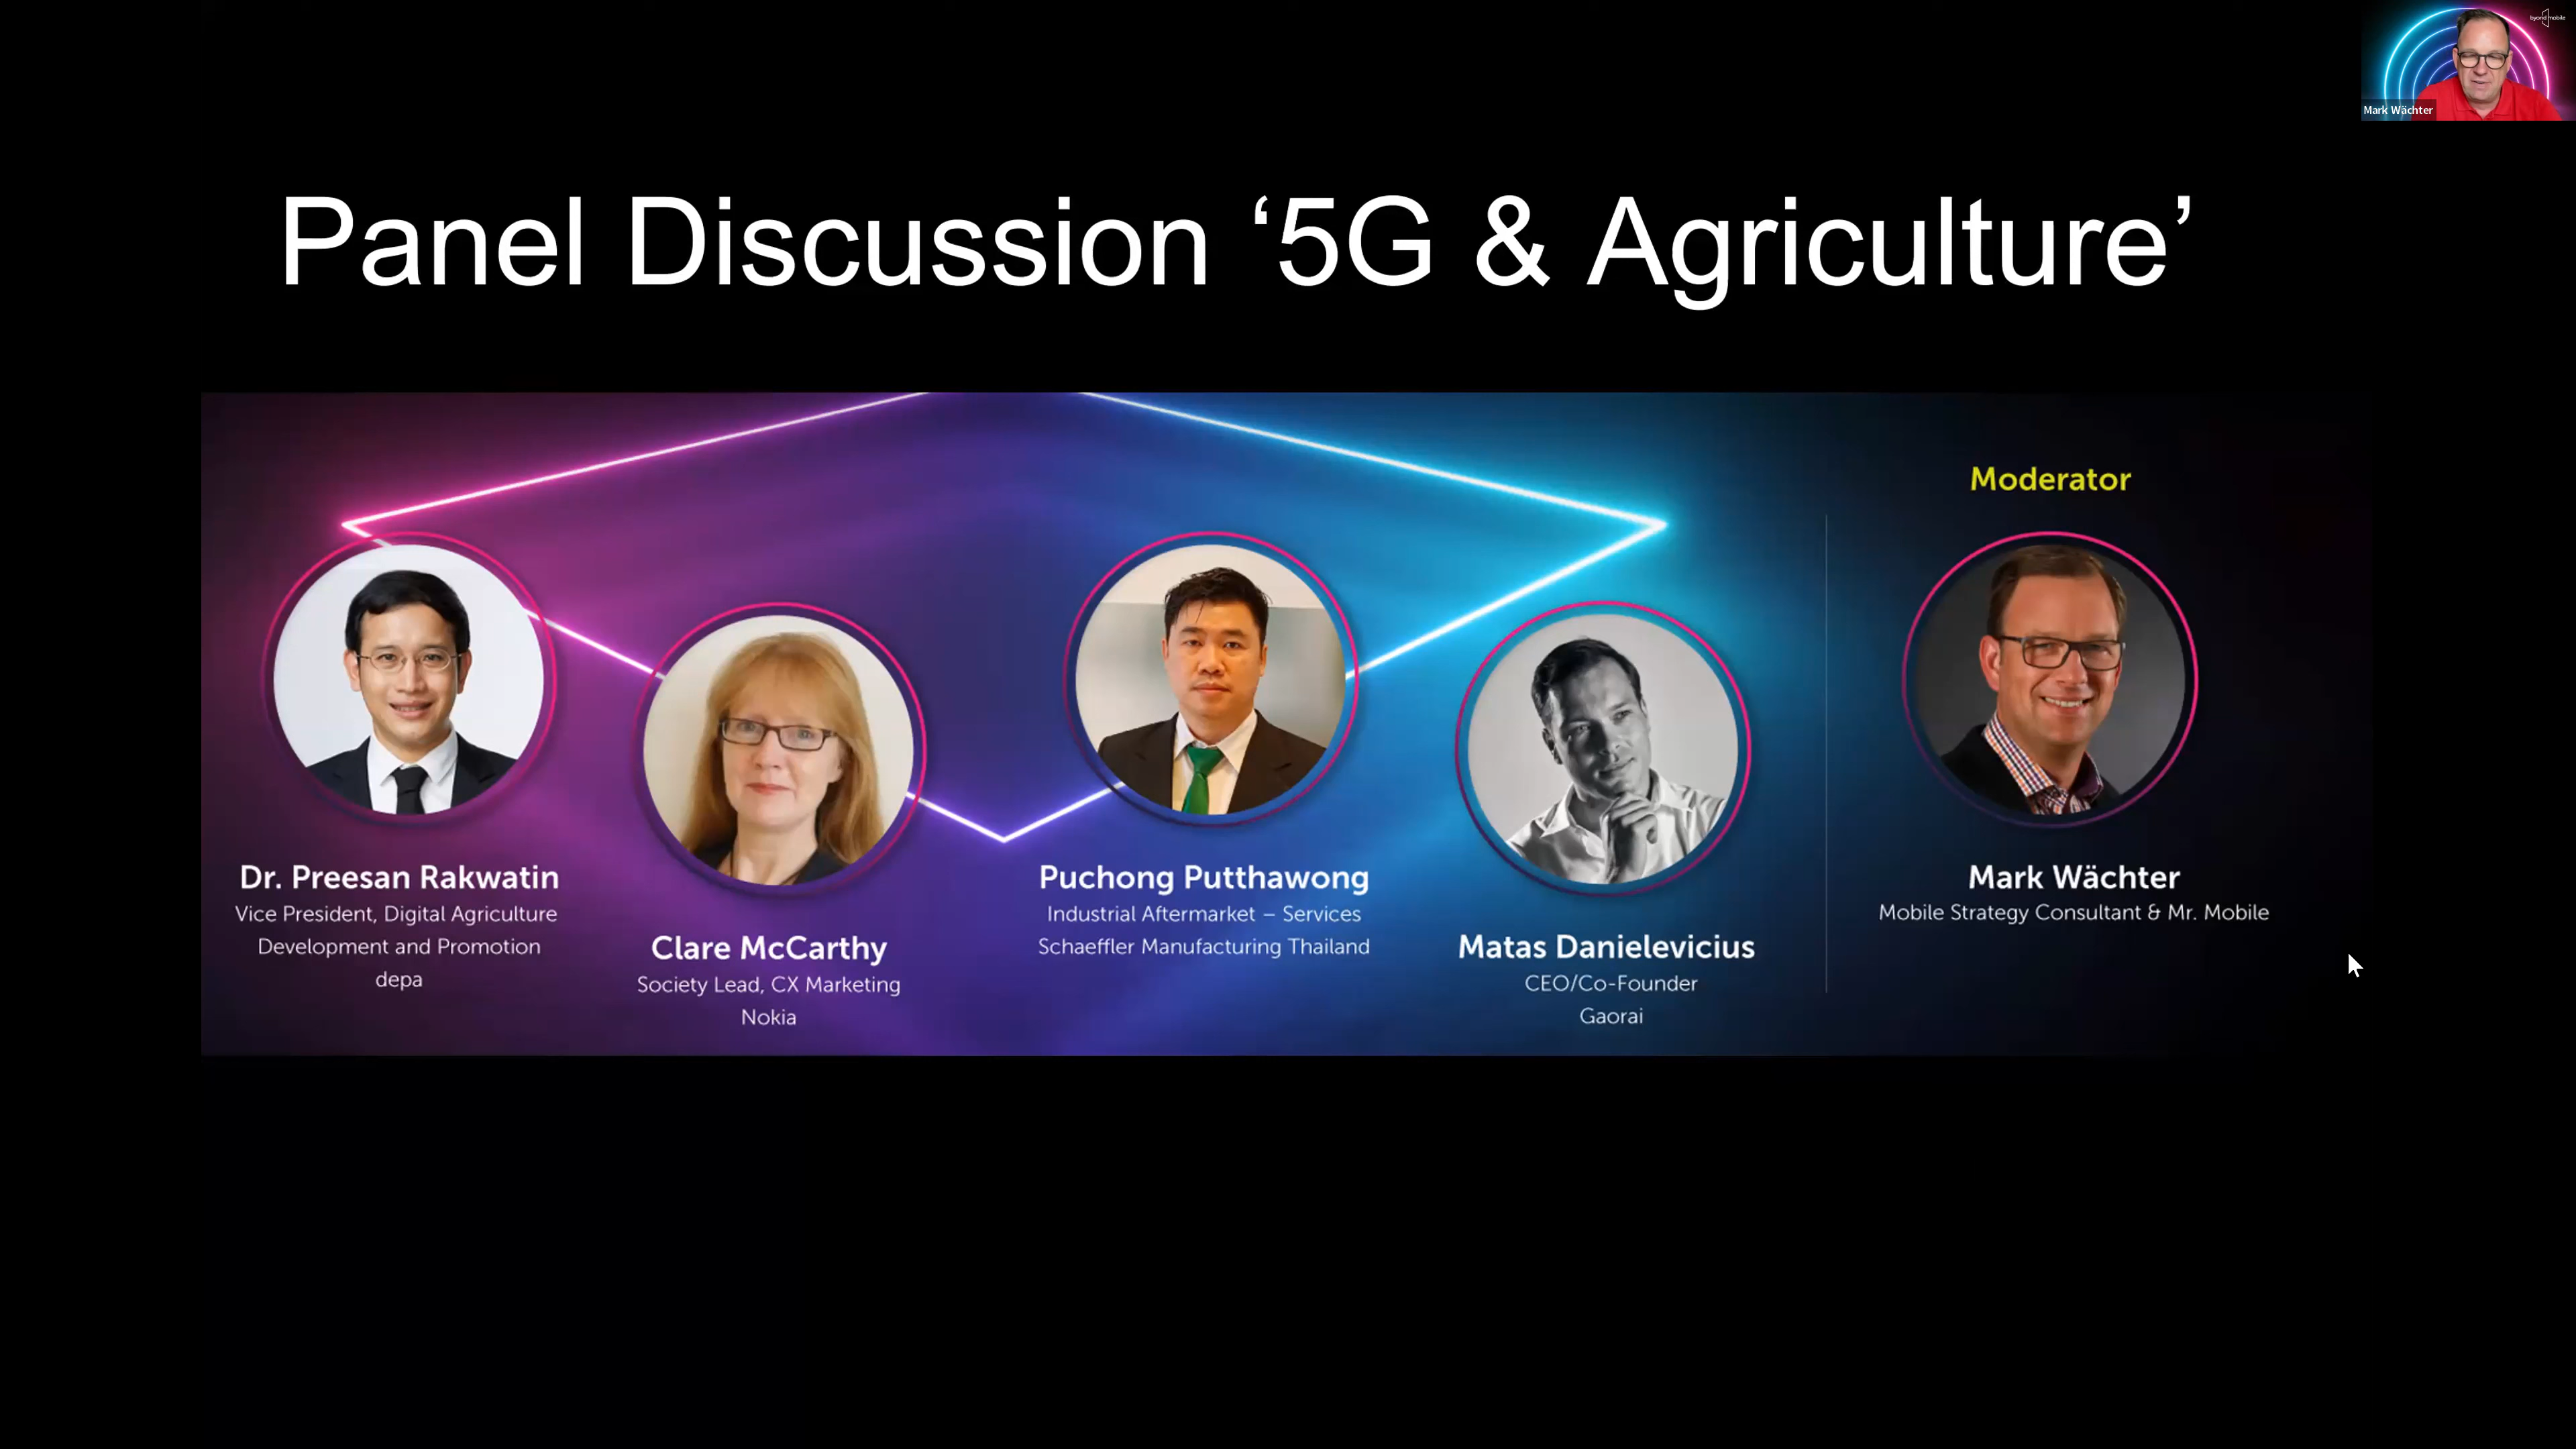 byond mobile
Mark Wächter
Panel Discussion ‘5G & Agriculture’
Moderator
Dr. Preesan Rakwatin
Vice President, Digital Agriculture
Development and Promotion
depa
Clare McCarthy
Society Lead, CX Marketing
Nokia
Puchong Putthawong
Industrial Aftermarket – Services
Schaeffler Manufacturing Thailand
Matas Danielevicius
CEO/Co-Founder
Gaorai
Mark Wächter
Mobile Strategy Consultant & Mr. Mobile